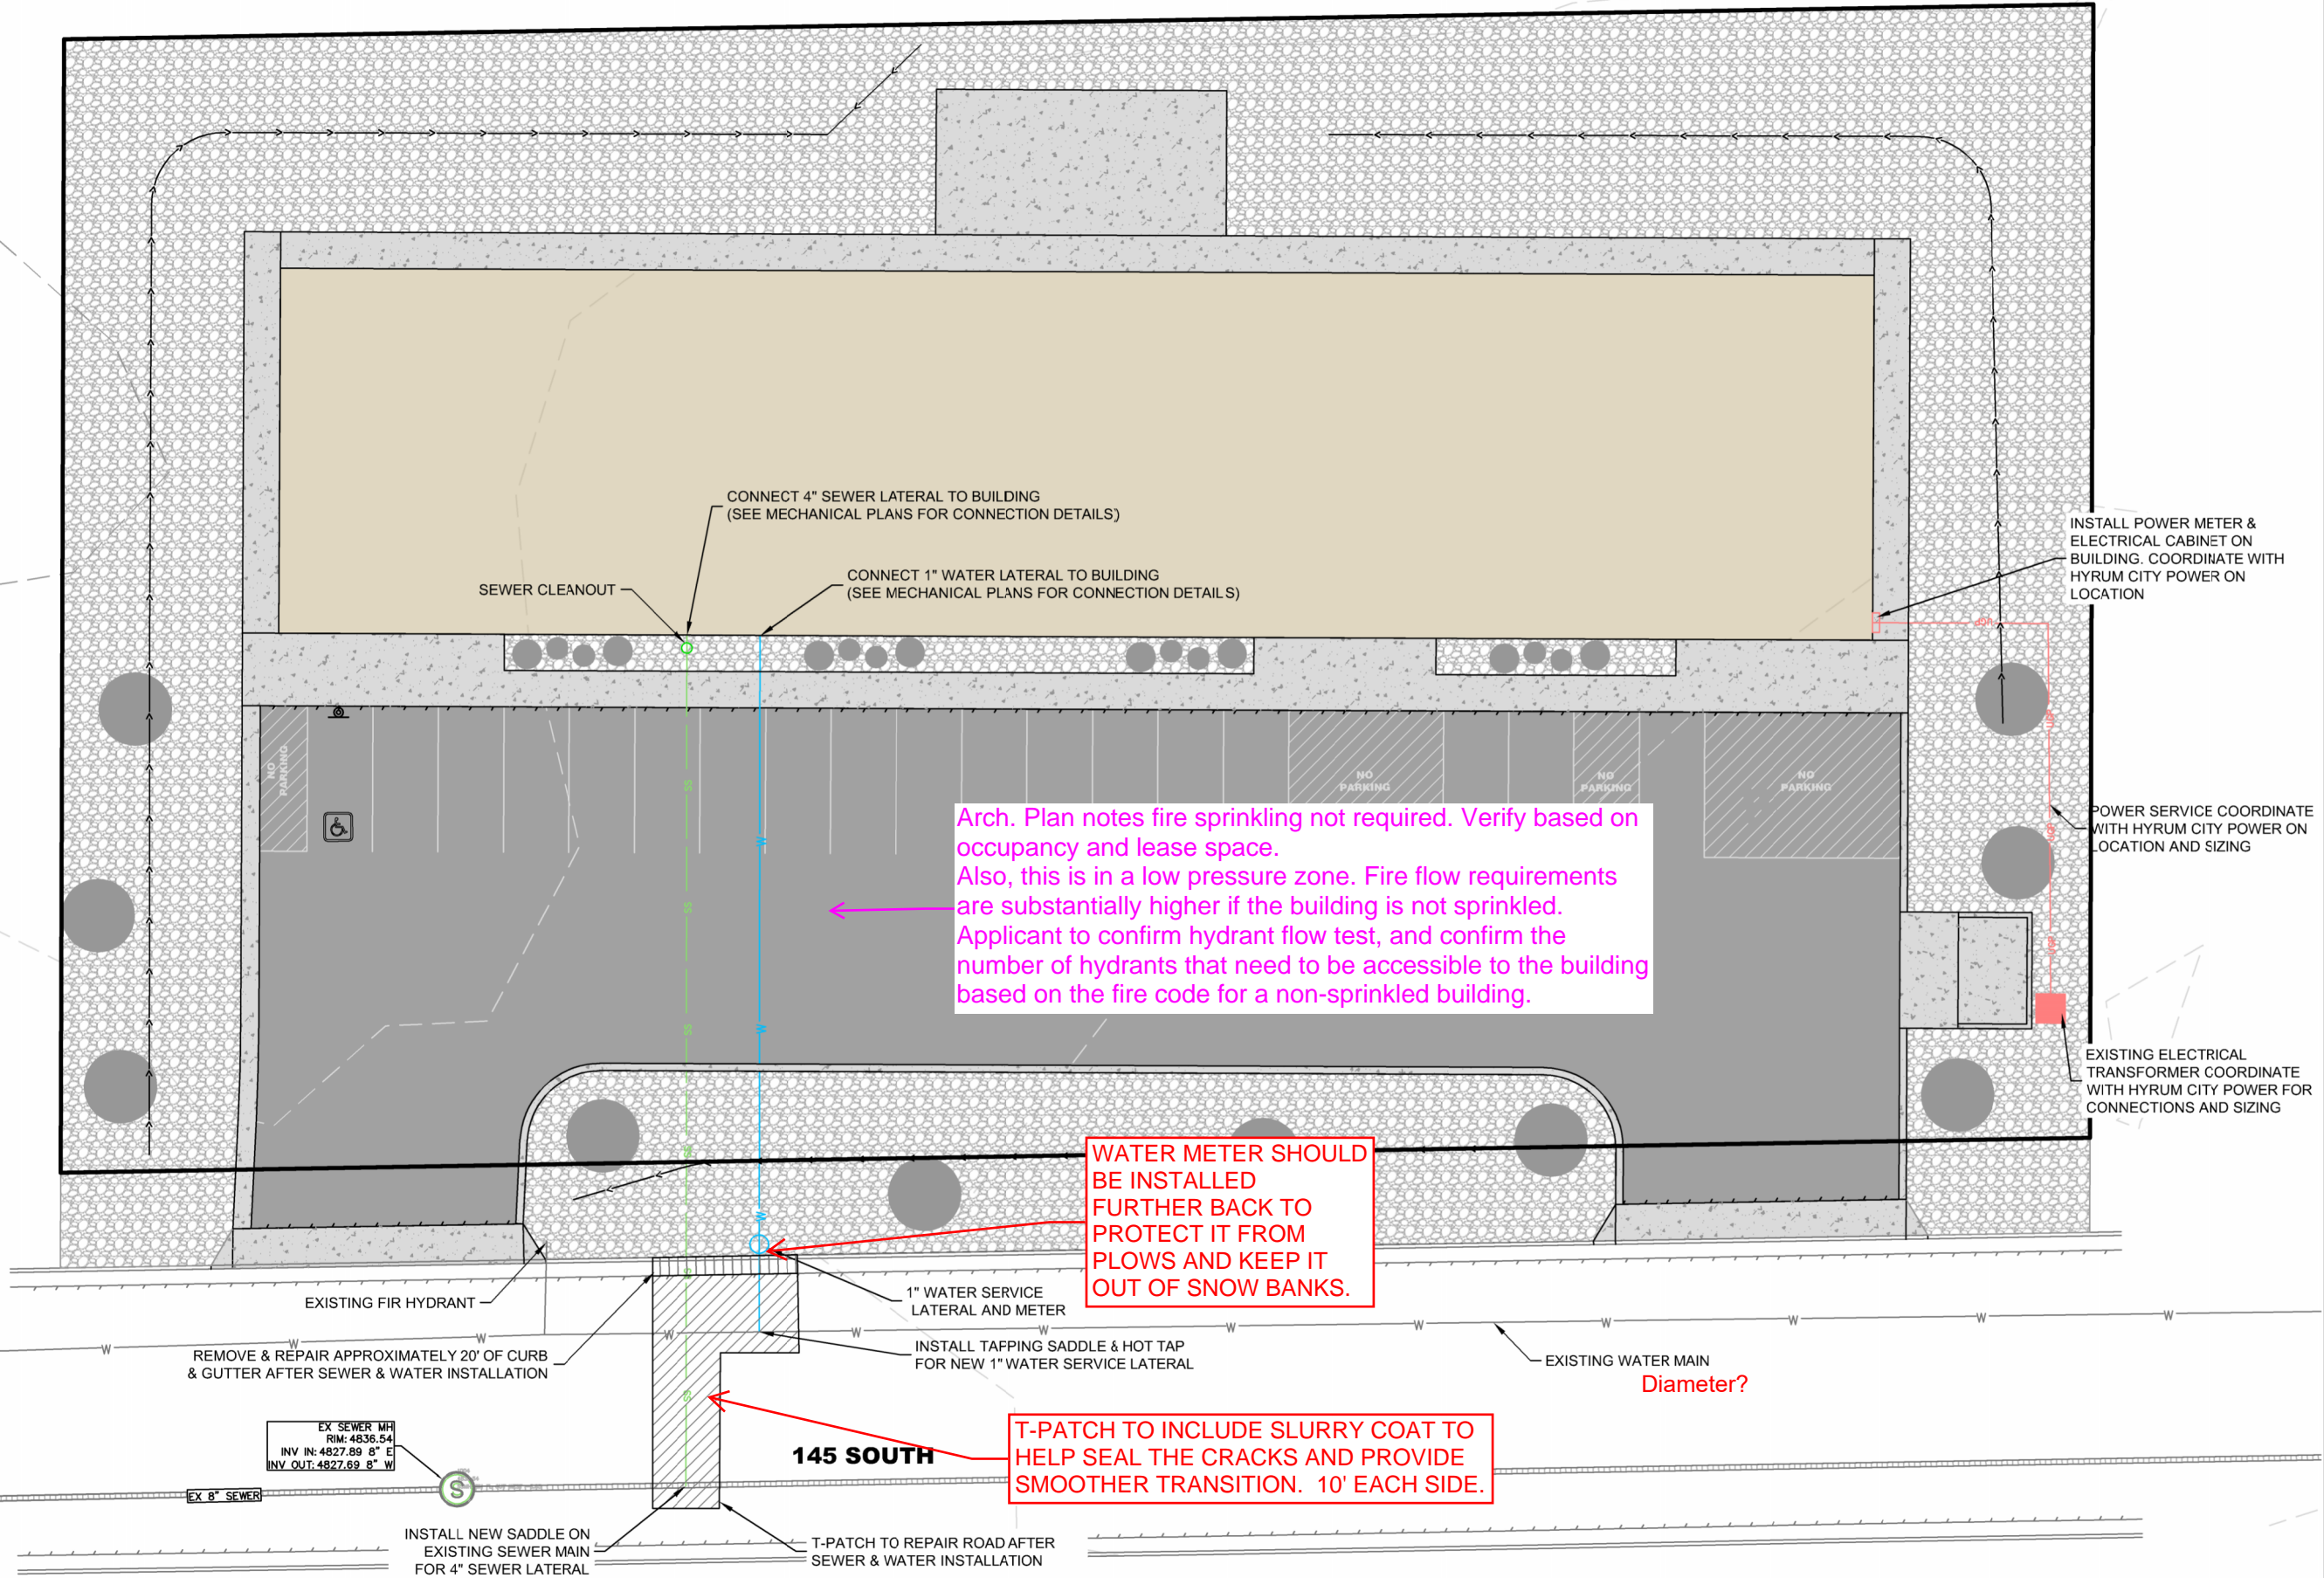 CONNECT 4" SEWER LATERAL TO BUILDING
(SEE MECHANICAL PLANS FOR CONNECTION DETAILS)
INSTALL POWER METER &
ELECTRICAL CABINET ON
BUILDING. COORDINATE WITH
HYRUM CITY POWER ON
LOCATION
SEWER CLEANOUT
CONNECT 1" WATER LATERAL TO BUILDING
(SEE MECHANICAL PLANS FOR CONNECTION DETAILS)
NO
PARKING
NO
PARKING
NO
PARKING
NO
PARKING
SS
W
SS
W
SS
SS
W
SS
SS
Arch. Plan notes fire sprinkling not required. Verify based on
occupancy and lease space.
Also, this is in a low pressure zone. Fire flow requirements
are substantially higher if the building is not sprinkled.
Applicant to confirm hydrant flow test, and confirm the
number of hydrants that need to be accessible to the building
based on the fire code for a non-sprinkled building.
POWER SERVICE COORDINATE
WITH HYRUM CITY POWER ON
LOCATION AND SIZING
EXISTING ELECTRICAL
TRANSFORMER COORDINATE
WITH HYRUM CITY POWER FOR
CONNECTIONS AND SIZING
WATER METER SHOULD
BE INSTALLED
FURTHER BACK TO
PROTECT IT FROM
PLOWS AND KEEP IT
OUT OF SNOW BANKS.
EXISTING FIR HYDRANT
1" WATER SERVICE
LATERAL AND METER
W W W W W W W W W W W W
REMOVE & REPAIR APPROXIMATELY 20' OF CURB
& GUTTER AFTER SEWER & WATER INSTALLATION
INSTALL TAPPING SADDLE & HOT TAP
FOR NEW 1" WATER SERVICE LATERAL
EXISTING WATER MAIN
Diameter?
EX SEWER MH
RIM: 4836.54
INV IN: 4827.89 8" E
INV OUT: 4827.69 8" W
S
EX 8" SEWER
145 SOUTH
T-PATCH TO INCLUDE SLURRY COAT TO
HELP SEAL THE CRACKS AND PROVIDE
SMOOTHER TRANSITION. 10' EACH SIDE.
INSTALL NEW SADDLE ON
EXISTING SEWER MAIN
FOR 4" SEWER LATERAL
T-PATCH TO REPAIR ROAD AFTER
SEWER & WATER INSTALLATION